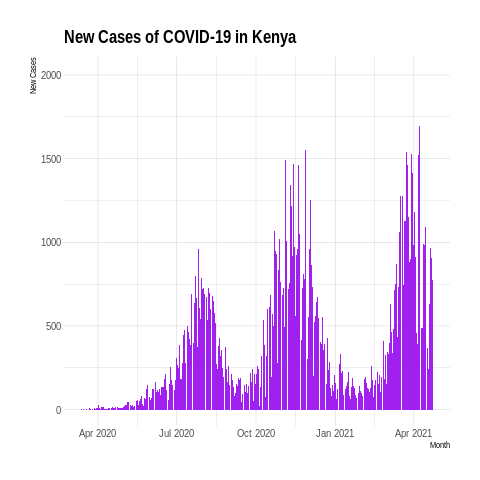 New Cases of COVID-19 in Kenya
New Cases
2000
1500
1000
500
0
Apr 2020 Jul 2020 Oct 2020 Jan 2021 Apr 2021
Month